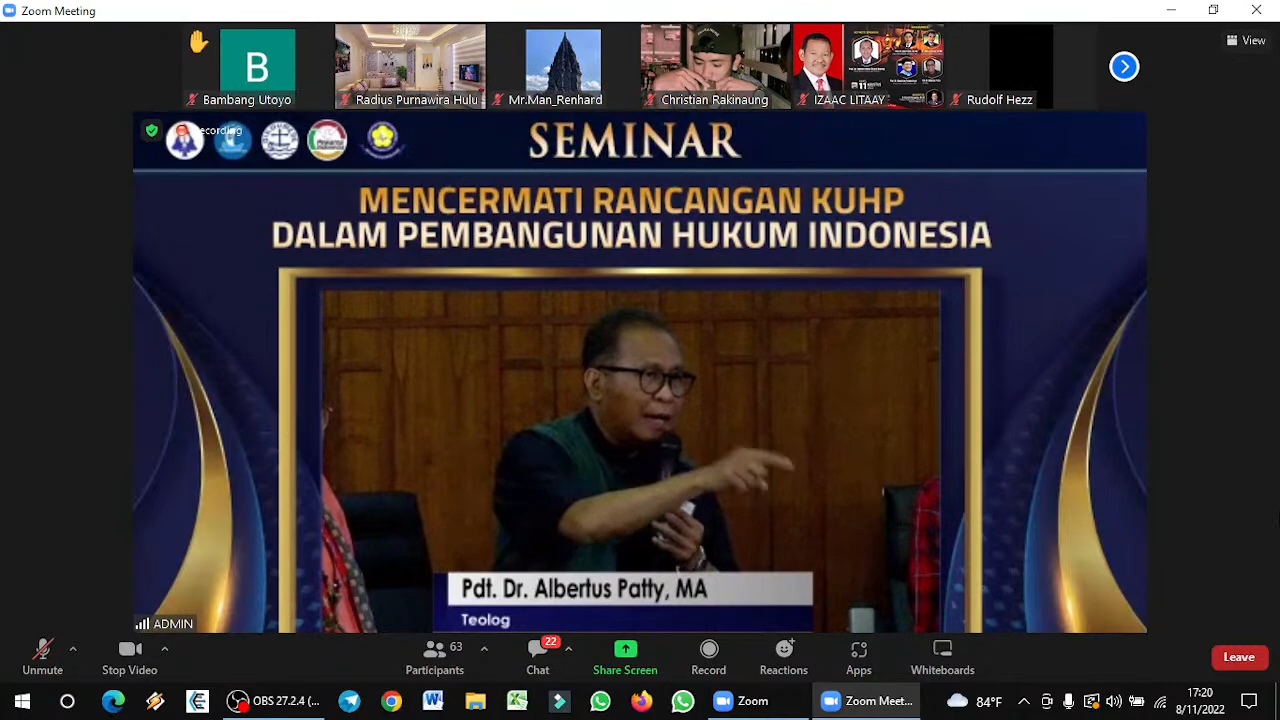 Zoom Meeting
View
B
Bambang Utoyo
Radius Purnawira Hulu
Mr.Man_Renhard
Christian Rakinaung
IZAAC LITAAY
Rudolf Hezz
Recording
SEMINAR
MENCERMATI RANCANGAN KUHP
DALAM PEMBANGUNAN HUKUM INDONESIA
Pdt. Dr. Albertus Patty, MA
Teolog
ADMIN
63
22
Unmute
Stop Video
Participants
Chat
Share Screen
Record
Reactions
Apps
Whiteboards
Leave
OBS 27.2.4 (...
Zoom
Zoom Meet...
84°F
17:20
8/11/2022